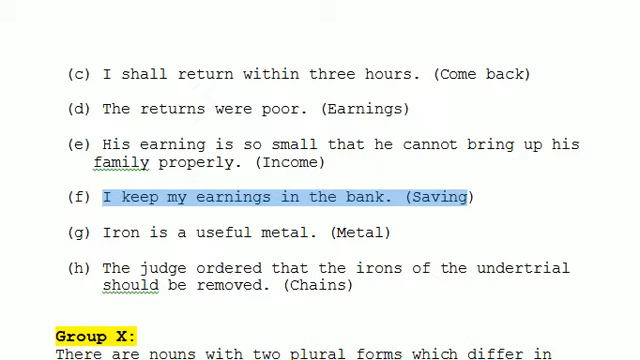 (c) I shall return within three hours. (Come back)
(d) The returns were poor. (Earnings)
(e) His earning is so small that he cannot bring up his
family properly. (Income)
(f) I keep my earnings in the bank. (Saving)
(g) Iron is a useful metal. (Metal)
(h) The judge ordered that the irons of the undertrial
should be removed. (Chains)
Group X:
There are nouns with two plural forms which differ in